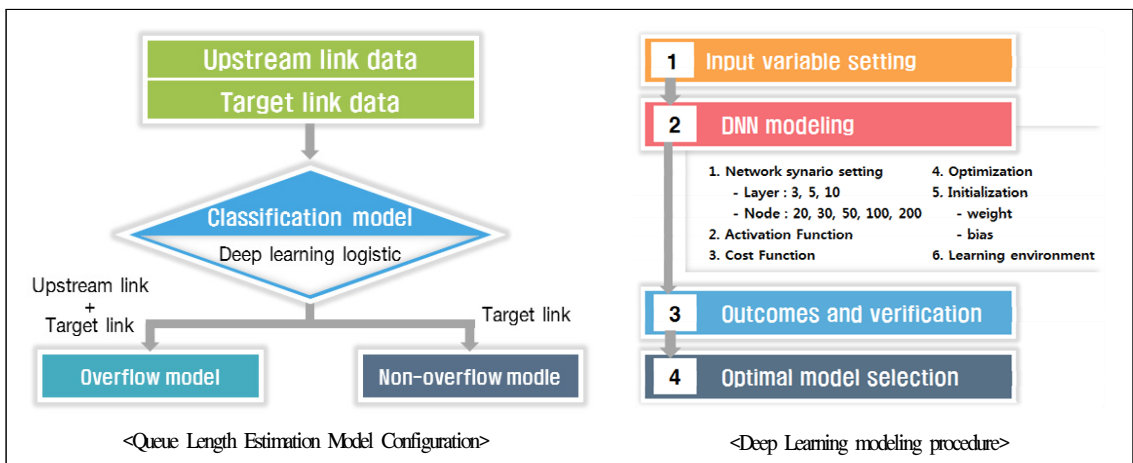 Upstream link data
Target link data
Classification model
Deep learning logistic
Upstream link
+
Target link
Target link
Overflow model
Non-overflow modle
<Queue Length Estimation Model Configuration>
1 Input variable setting
2 DNN modeling
1. Network synario setting
- Layer : 3, 5, 10
- Node : 20, 30, 50, 100, 200
2. Activation Function
3. Cost Function
4. Optimization
5. Initialization
- weight
- bias
6. Learning environment
3 Outcomes and verification
4 Optimal model selection
<Deep Learning modeling procedure>